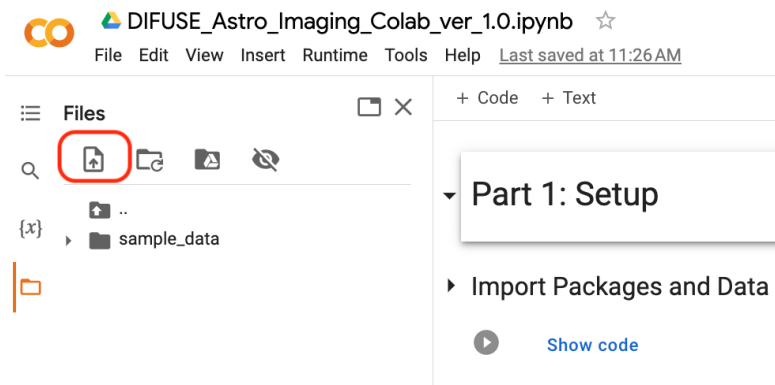 DIFUSE_Astro_Imaging_Colab_ver_1.0.ipynb
File Edit View Insert Runtime Tools Help Last saved at 11:26 AM
Files
+ Code + Text
{x}
..
sample_data
Part 1: Setup
Import Packages and Data
Show code